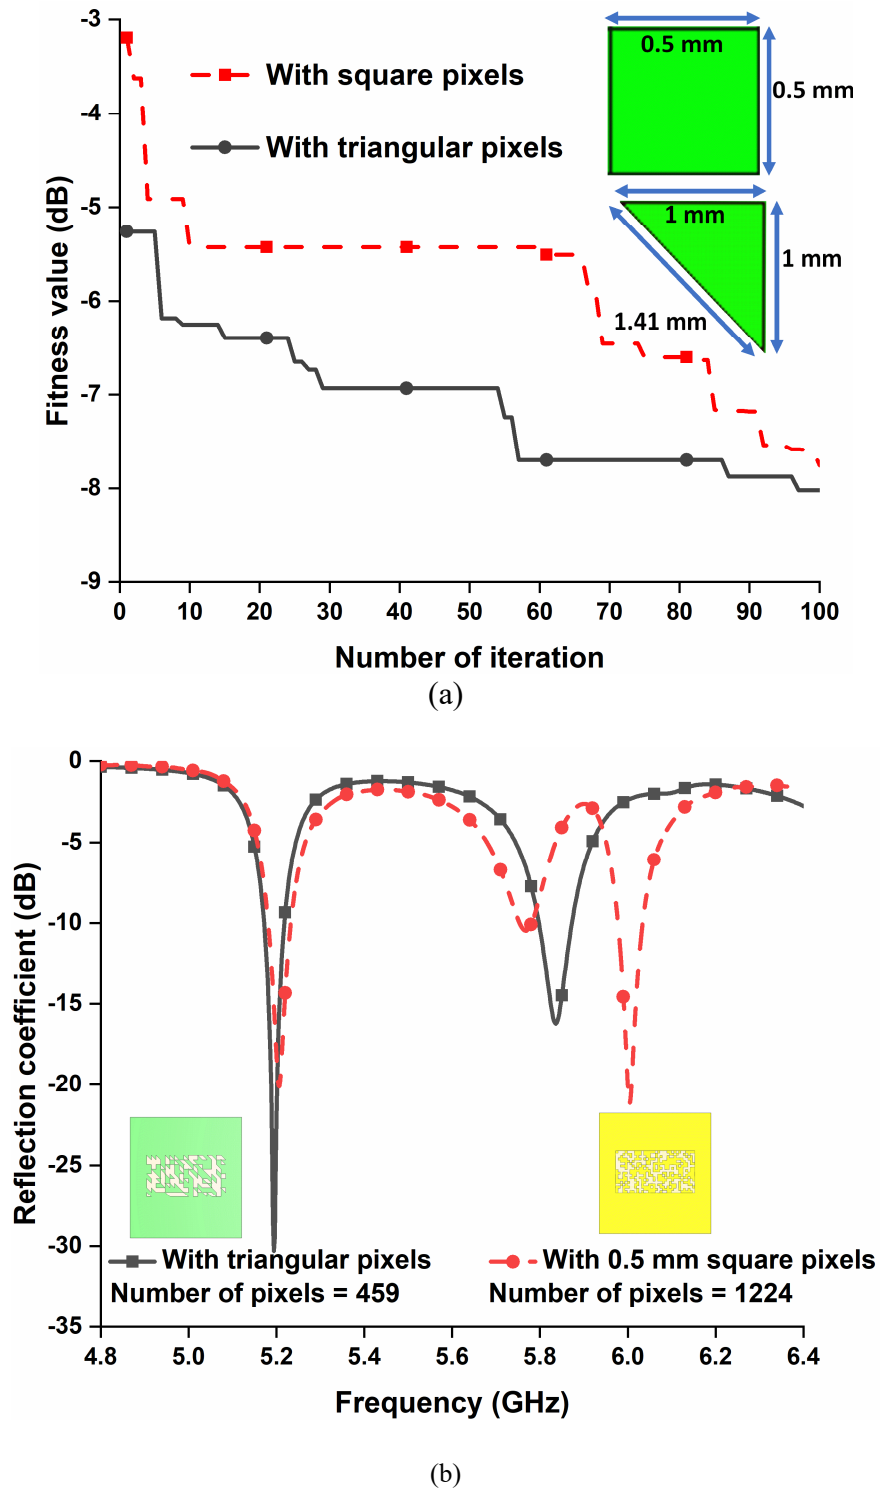 -3
-4
-5
-6
-7
-8
-9
Fitness value (dB)
With square pixels
With triangular pixels
0.5 mm
0.5 mm
1 mm
1 mm
1.41 mm
0 10 20 30 40 50 60 70 80 90 100
Number of iteration
(a)
0
-5
-10
-15
-20
-25
-30
-35
Reflection coefficient (dB)
With triangular pixels
Number of pixels = 459
With 0.5 mm square pixels
Number of pixels = 1224
4.8 5.0 5.2 5.4 5.6 5.8 6.0 6.2 6.4
Frequency (GHz)
(b)